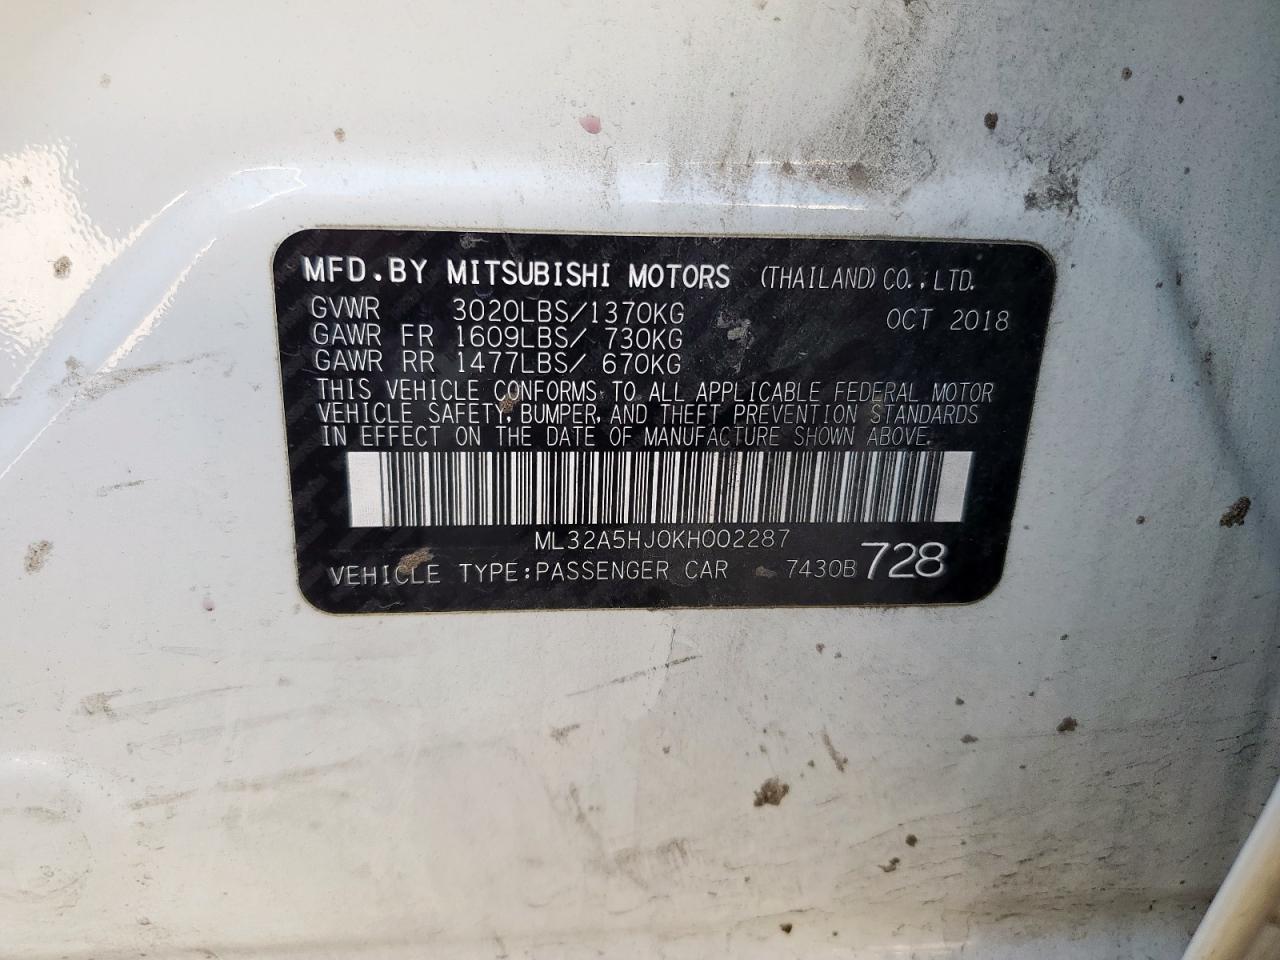 MFD.BY MITSUBISHI MOTORS (THAILAND) CO., LTD.
GVWR 3020LBS/1370KG OCT 2018
GAWR FR 1609LBS/ 730KG
GAWR RR 1477LBS/ 670KG
THIS VEHICLE CONFORMS TO ALL APPLICABLE FEDERAL MOTOR
VEHICLE SAFETY, BUMPER, AND THEFT PREVENTION STANDARDS
IN EFFECT ON THE DATE OF MANUFACTURE SHOWN ABOVE.
ML32A5HJ0KH002287
VEHICLE TYPE:PASSENGER CAR 7430B 728